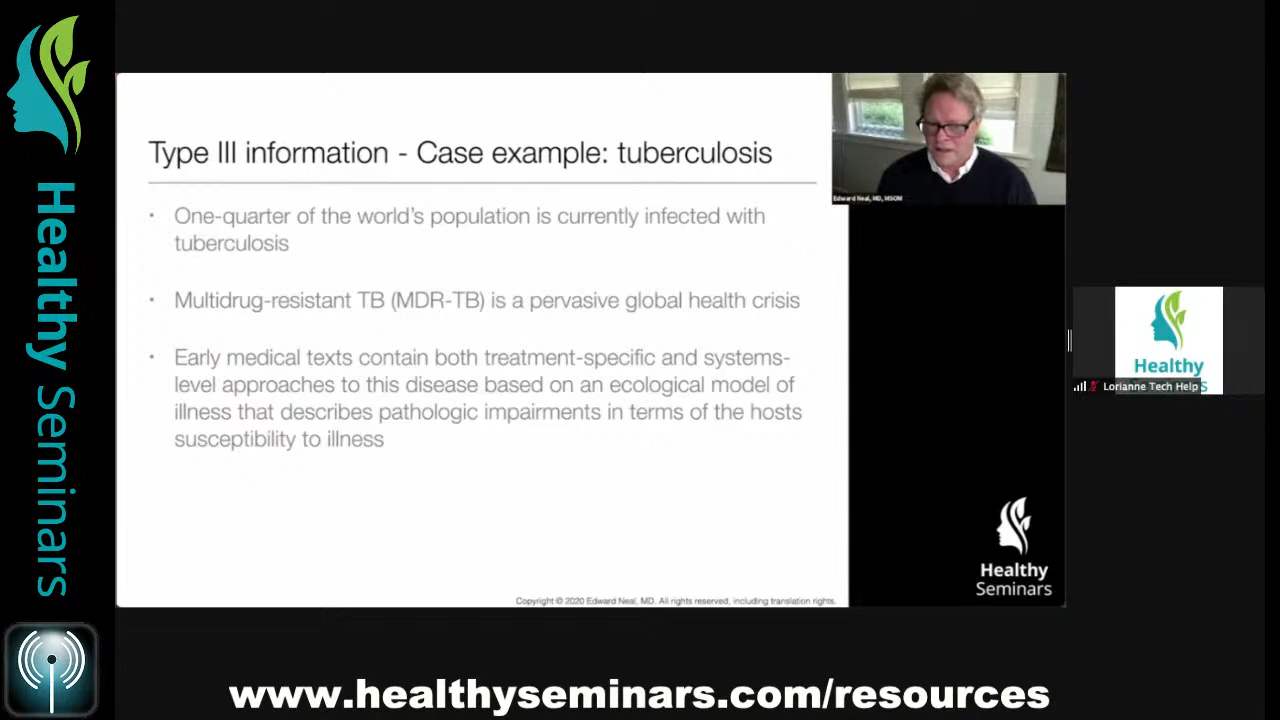 Healthy Seminars
Type III information - Case example: tuberculosis
• One-quarter of the world's population is currently infected with
tuberculosis
• Multidrug-resistant TB (MDR-TB) is a pervasive global health crisis
• Early medical texts contain both treatment-specific and systems-
level approaches to this disease based on an ecological model of
illness that describes pathologic impairments in terms of the hosts
susceptibility to illness
Copyright © 2020 Edward Neal, MD. All rights reserved, including translation rights.
Edward Neal, MD, MSOM
Healthy
S
Lorianne Tech Help
Healthy
Seminars
www.healthyseminars.com/resources